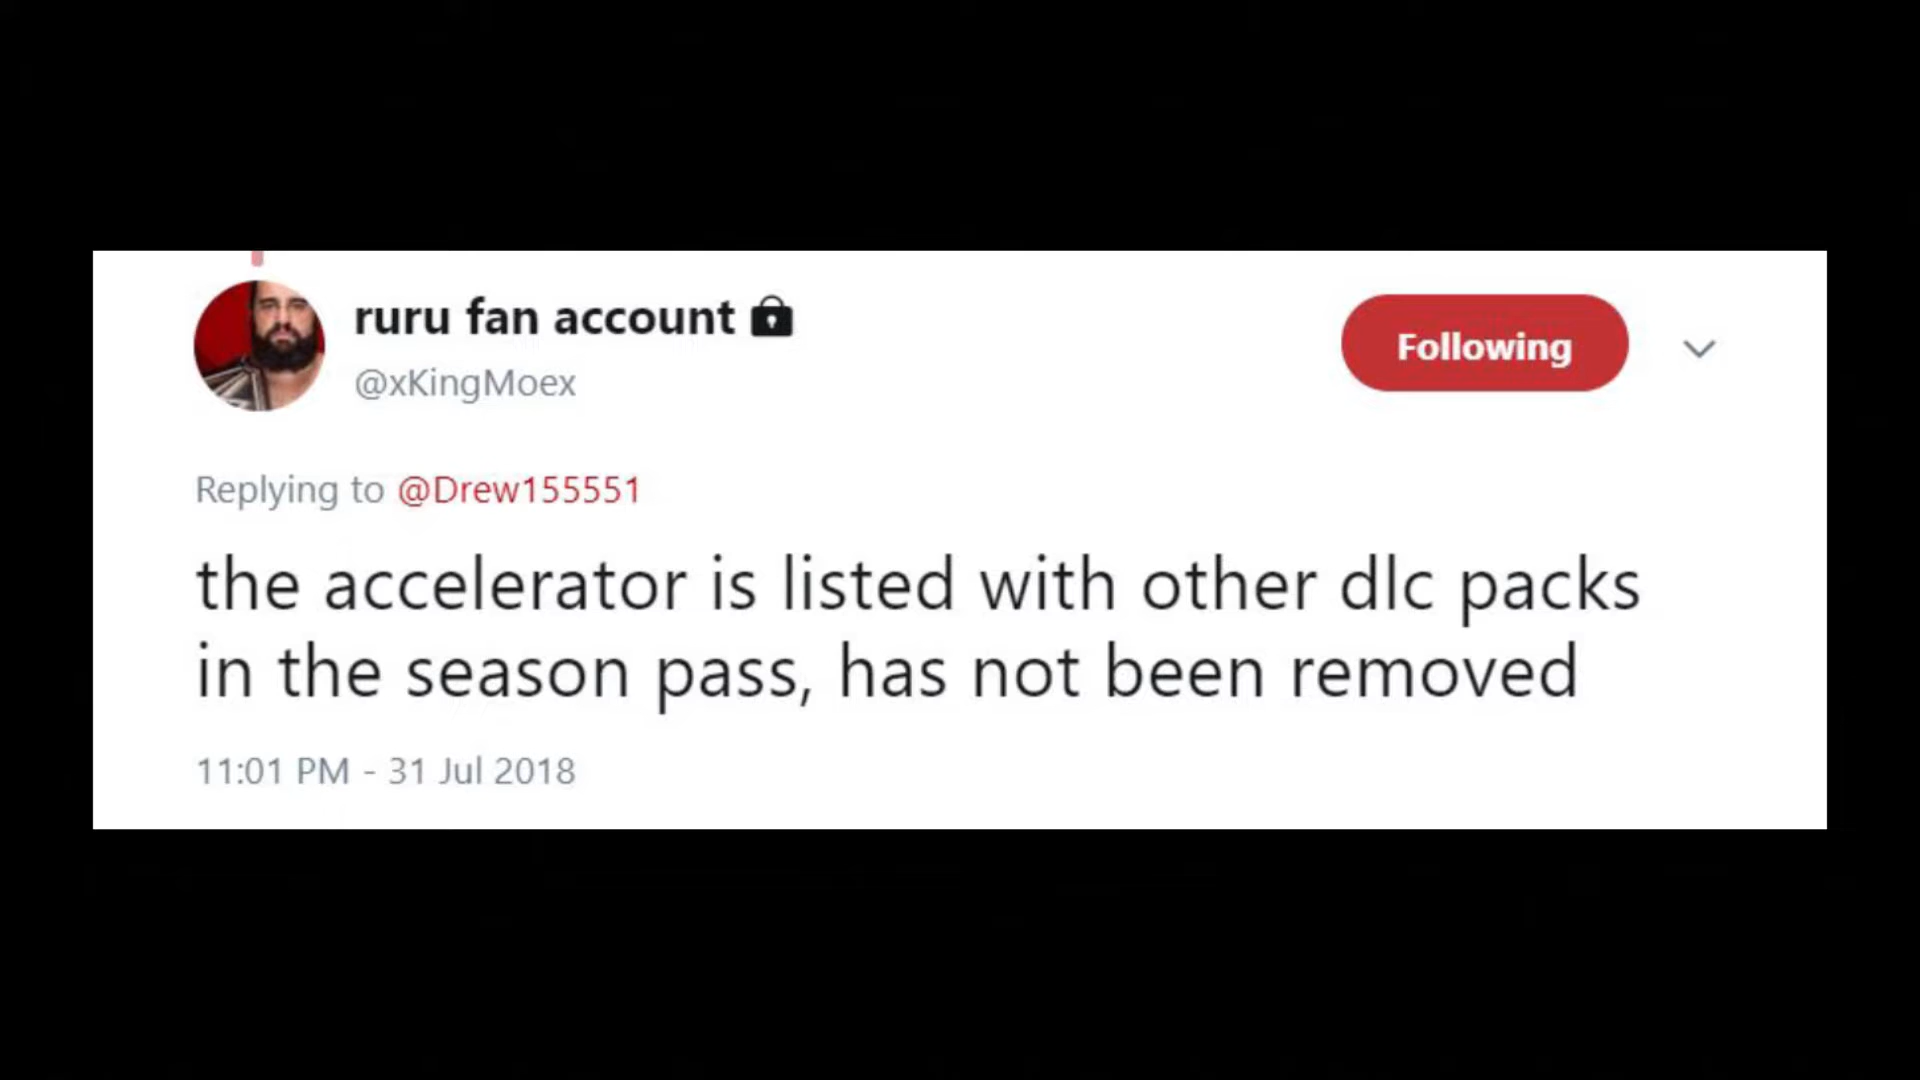 ruru fan account
@xKingMoex
Following
Replying to @Drew155551
the accelerator is listed with other dlc packs
in the season pass, has not been removed
11:01 PM - 31 Jul 2018